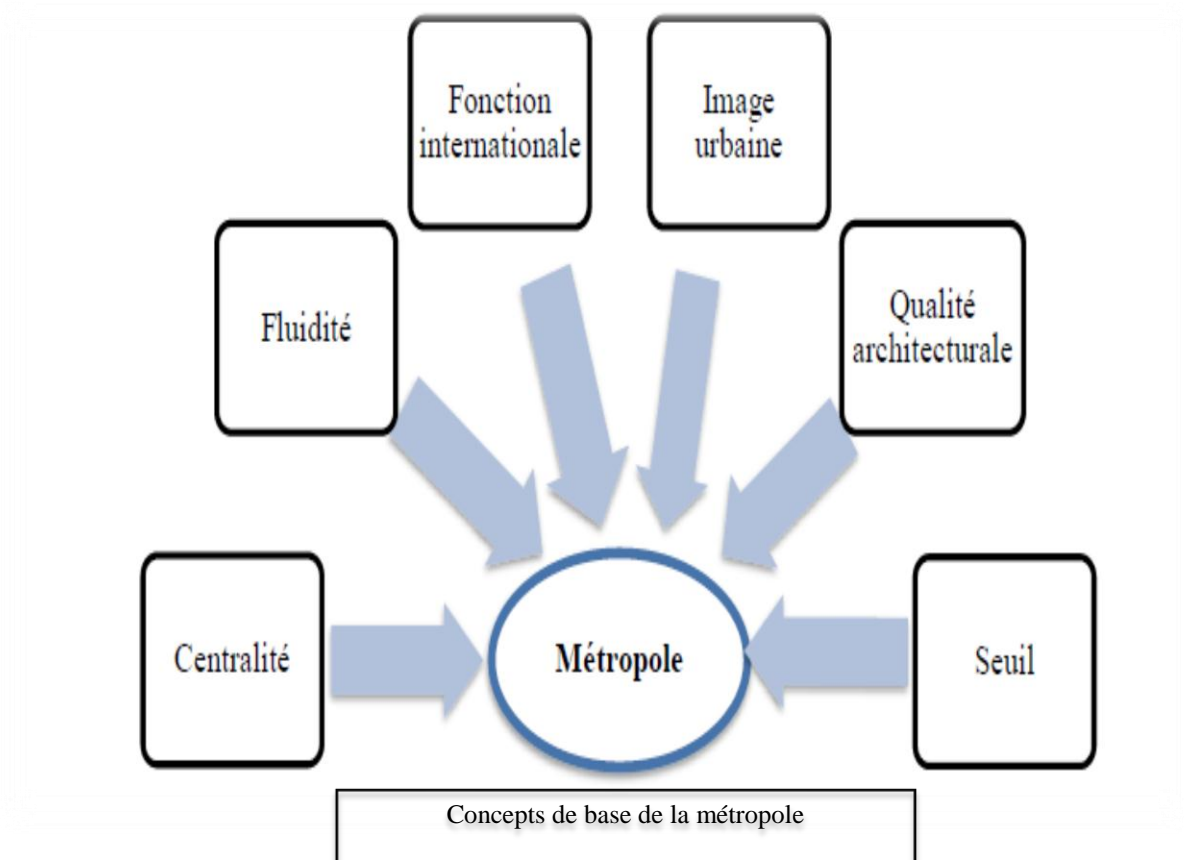 Fonction
internationale
Image
urbaine
Fluidité
Qualité
architecturale
Centralité
Métropole
Seuil
Concepts de base de la métropole